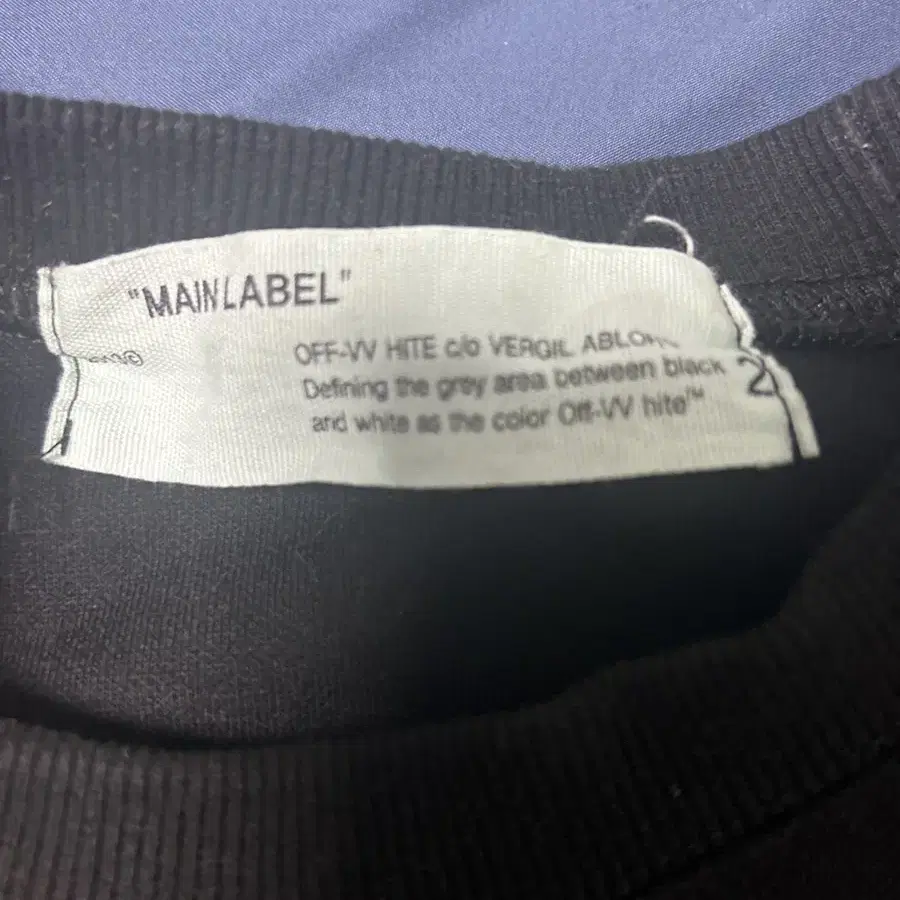 "MAINLABEL"
OFF-VV HITE c/o VERGIL ABLOH
Defining the grey area between black
and white as the color Off-VV hite™
2
©